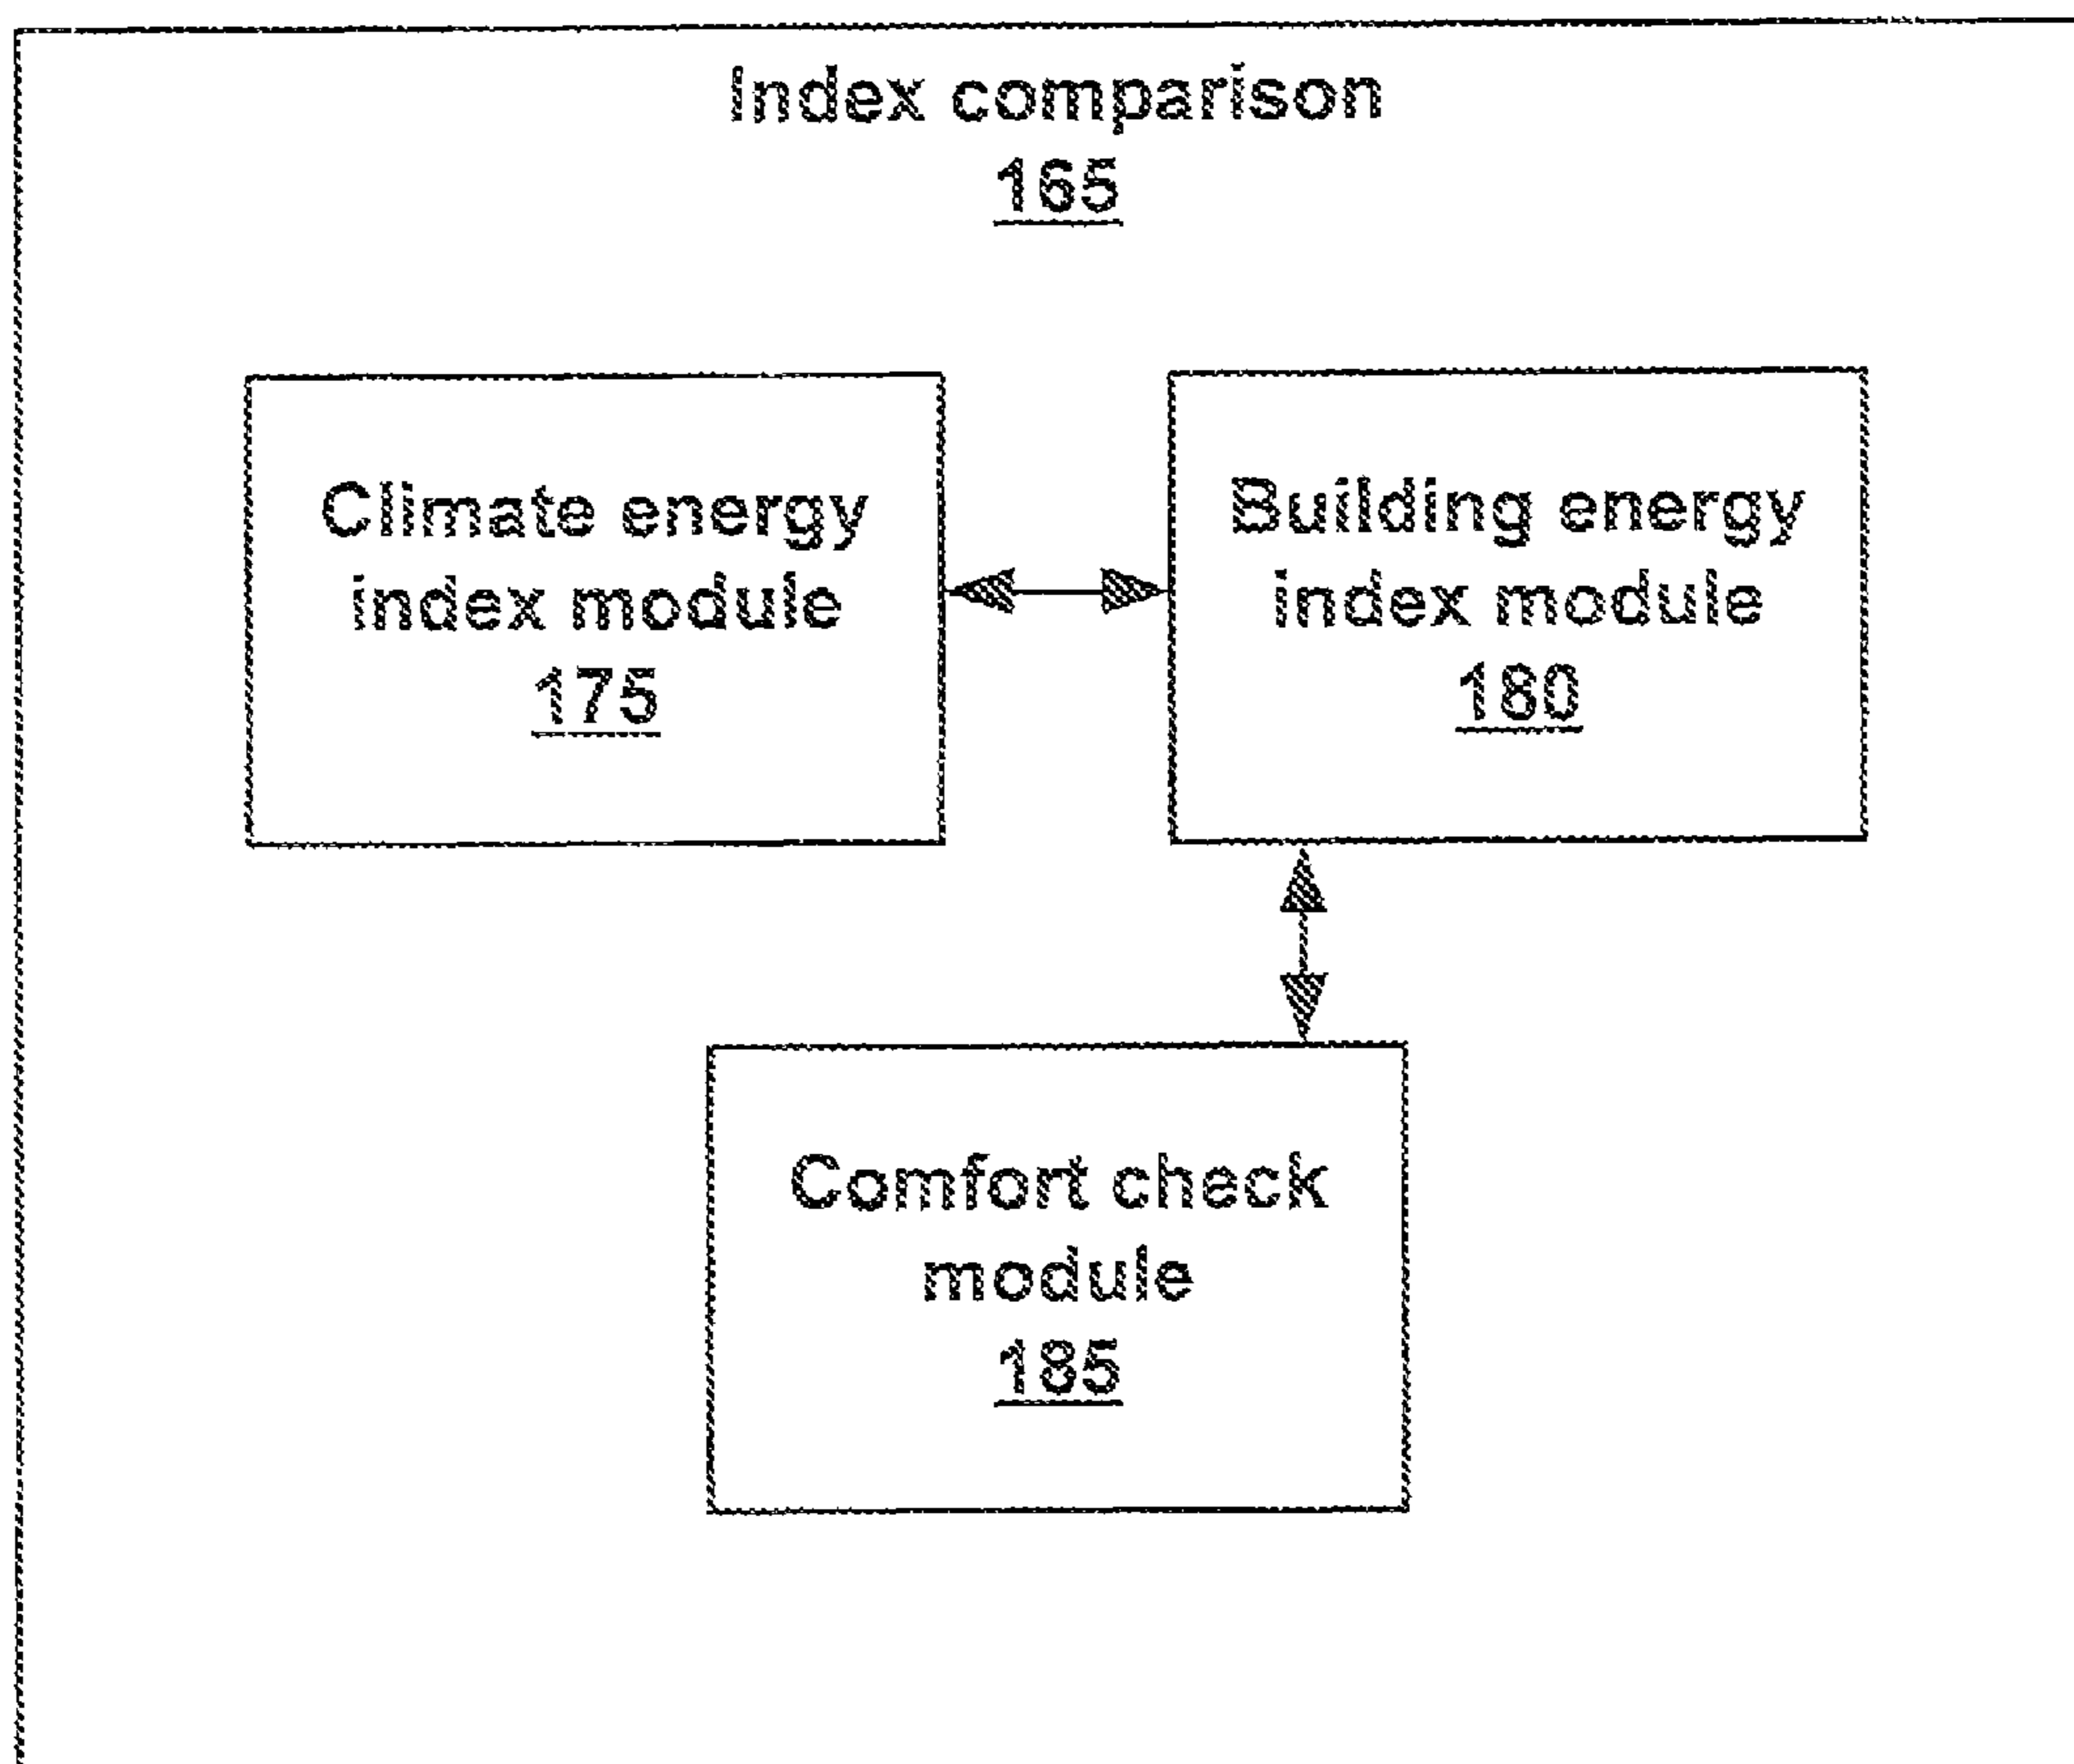 Index comparison
165
Climate energy
index module
175
Building energy
index module
180
Comfort check
module
185